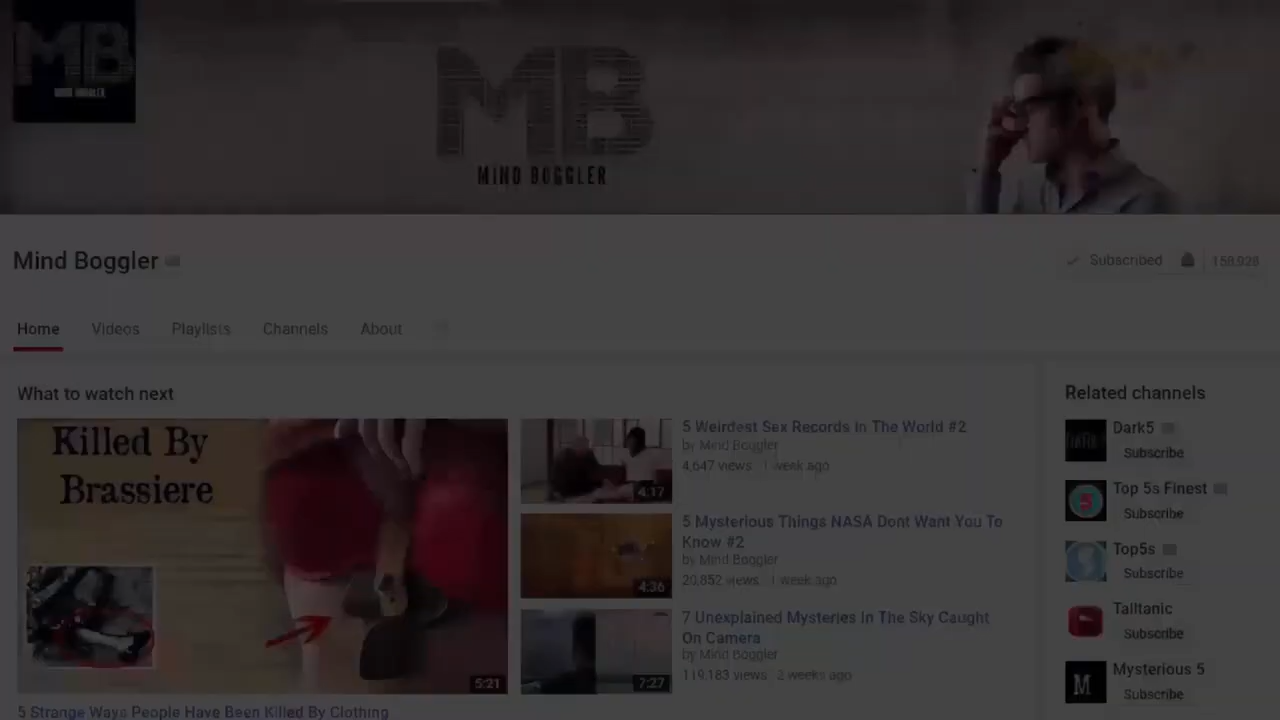 MB
MIND BOGGLER
MB
MIND BOGGLER
Mind Boggler
Subscribed 158,928
Home Videos Playlists Channels About
What to watch next
Killed By
Brassiere
5:21
5 Strange Ways People Have Been Killed By Clothing
4:17
5 Weirdest Sex Records In The World #2
by Mind Boggler
4,647 views 1 week ago
4:36
5 Mysterious Things NASA Dont Want You To
Know #2
by Mind Boggler
20,852 views 1 week ago
7:27
7 Unexplained Mysteries In The Sky Caught
On Camera
by Mind Boggler
119,183 views 2 weeks ago
Related channels
Dark5
Subscribe
Top 5s Finest
Subscribe
Top5s
Subscribe
Talltanic
Subscribe
M
Mysterious 5
Subscribe